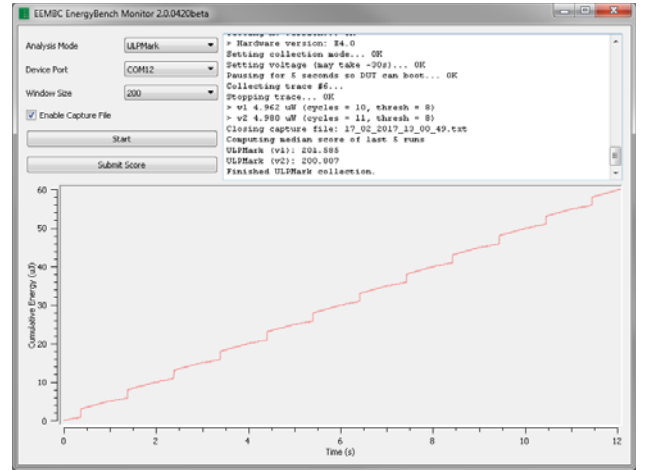 EEMBC EnergyBench Monitor 2.0.0420beta
Analysis Mode
ULPMark
Device Port
COM12
Window Size
200
Enable Capture File
Start
Submit Score
> Hardware version: E4.0
Setting collection mode... OK
Setting voltage (may take ~30s)... OK
Pausing for 5 seconds so DUT can boot... OK
Collecting trace #6...
Stopping trace... OK
> v1 4.962 uW (cycles = 10, thresh = 8)
> v2 4.980 uW (cycles = 11, thresh = 8)
Closing capture file: 17_02_2017_13_00_49.txt
Computing median score of last 5 runs
ULPMark (v1): 201.585
ULPMark (v2): 200.807
Finished ULPMark collection.
Cumulative Energy (uJ)
60
50
40
30
20
10
0
0 2 4 6 8 10 12
Time (s)